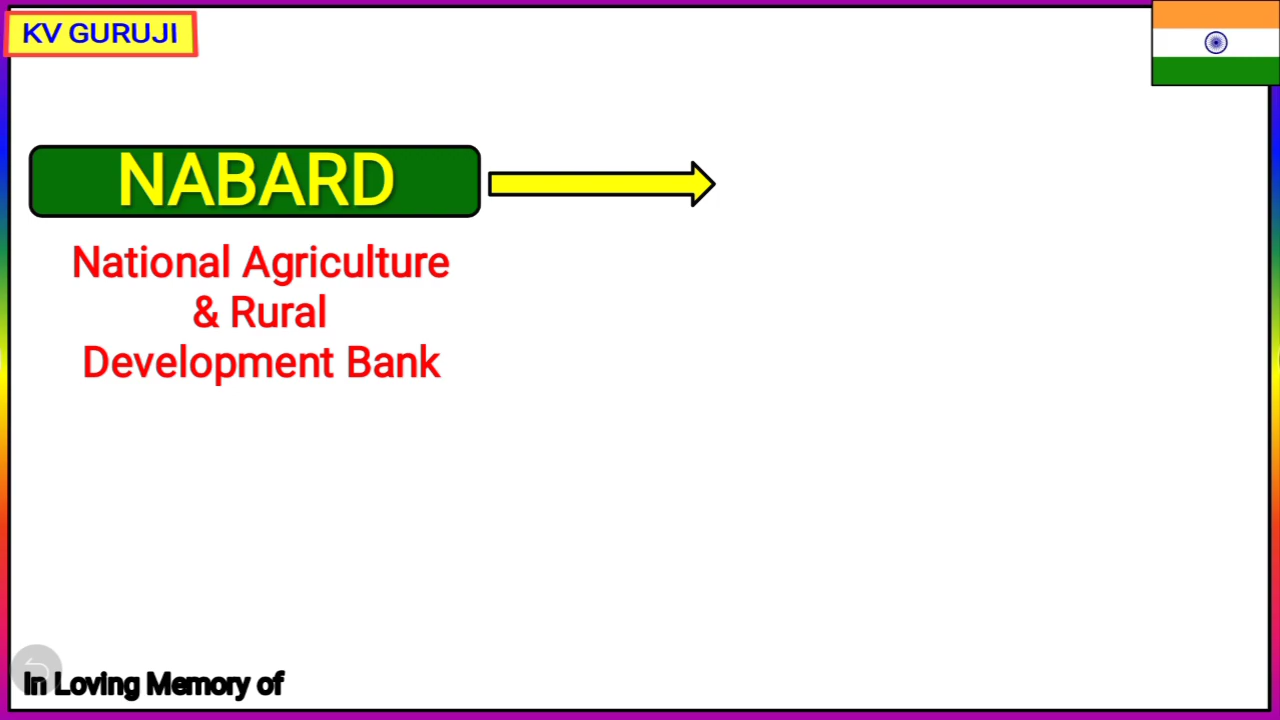 KV GURUJI
NABARD
National Agriculture
& Rural
Development Bank
In Loving Memory of